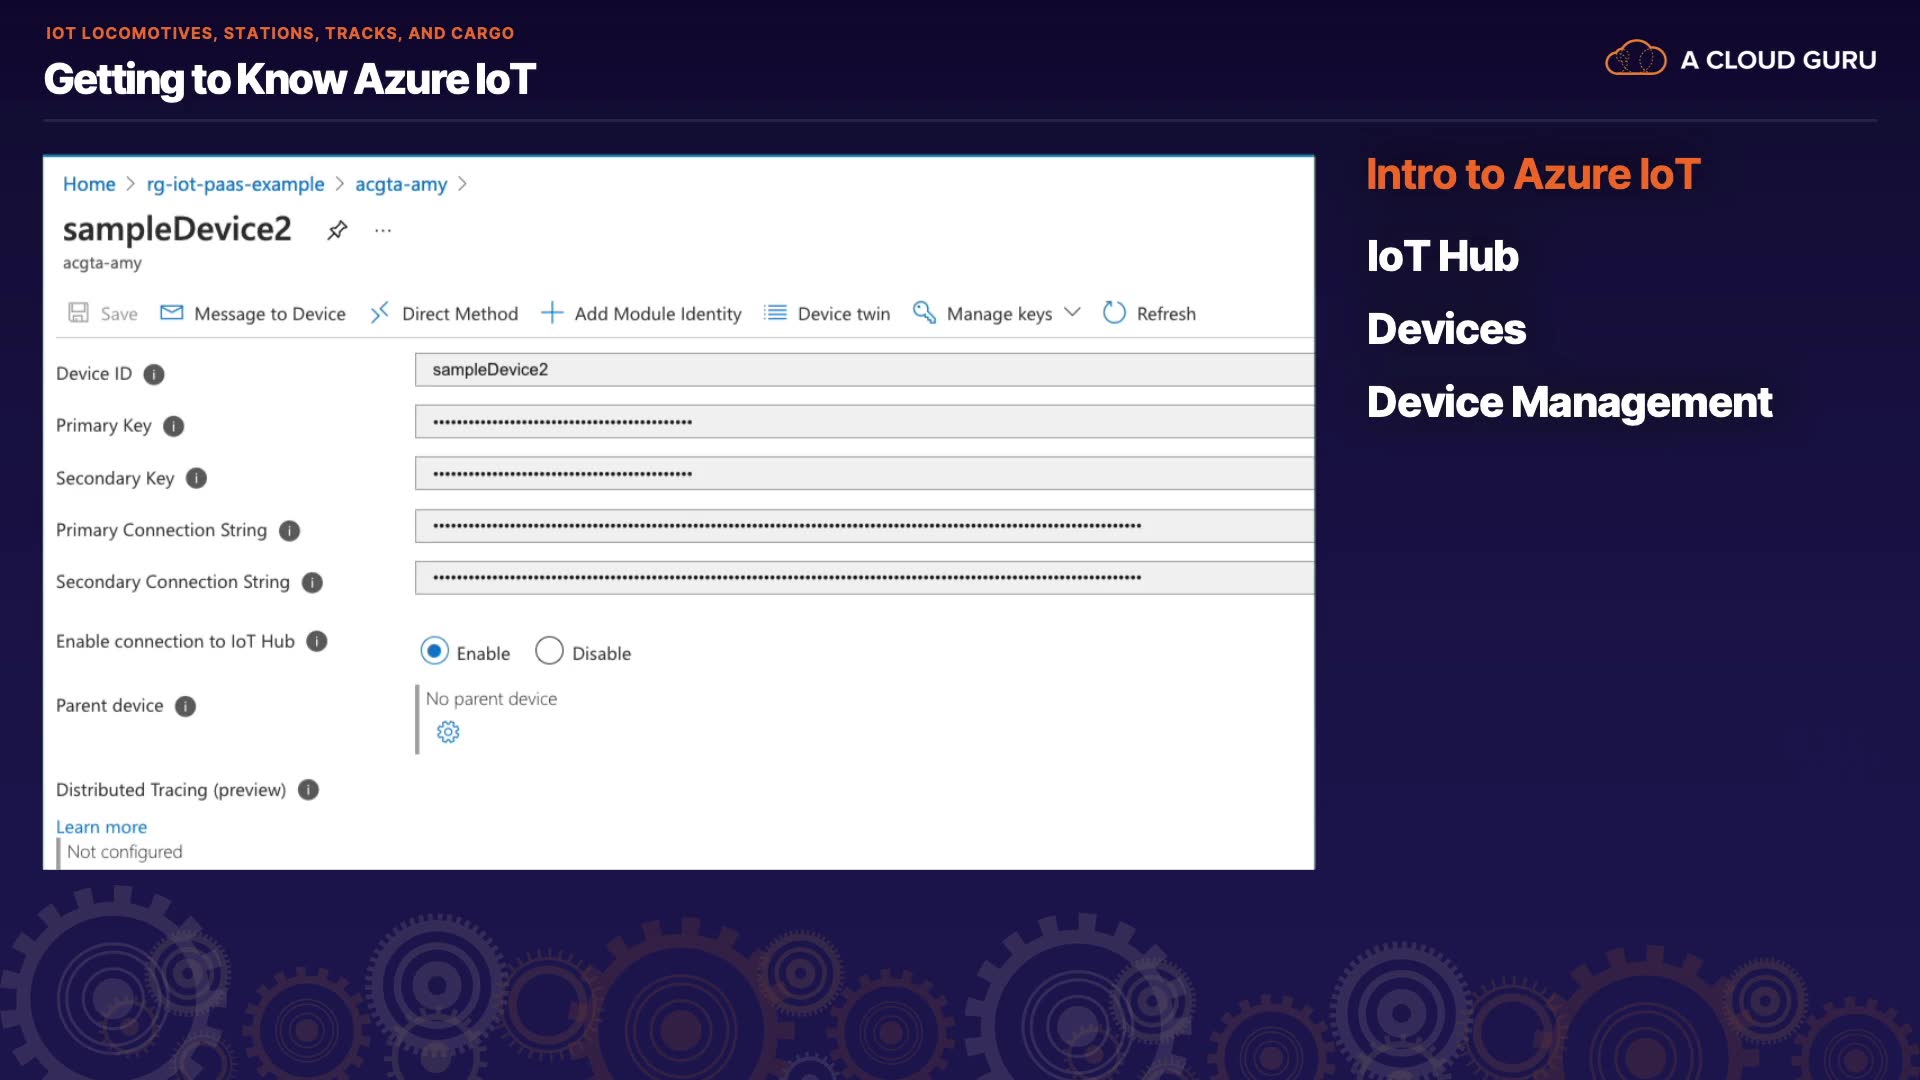 IOT LOCOMOTIVES, STATIONS, TRACKS, AND CARGO
Getting to Know Azure IoT
A CLOUD GURU
Home > rg-iot-paas-example > acgta-amy >
sampleDevice2 ...
acgta-amy
Save Message to Device Direct Method Add Module Identity Device twin Manage keys Refresh
Device ID sampleDevice2
Primary Key ••••••••••••••••••••••••••••••••••••••••••••
Secondary Key ••••••••••••••••••••••••••••••••••••••••••••
Primary Connection String
Secondary Connection String
Enable connection to IoT Hub Enable Disable
Parent device No parent device
Distributed Tracing (preview)
Learn more
Not configured
Intro to Azure IoT
IoT Hub
Devices
Device Management